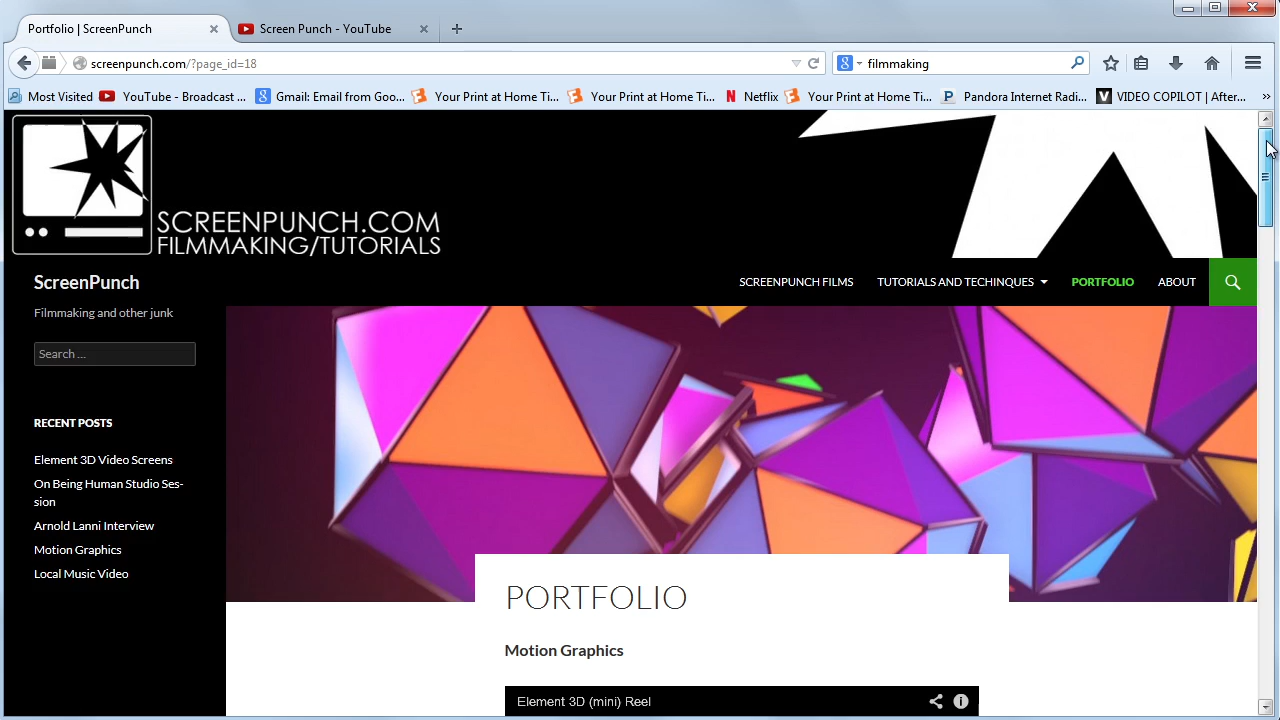 Portfolio | ScreenPunch
Screen Punch - YouTube
screenpunch.com/?page_id=18
filmmaking
Most Visited
YouTube - Broadcast ...
Gmail: Email from Goo...
Your Print at Home Ti...
Your Print at Home Ti...
Netflix
Your Print at Home Ti...
Pandora Internet Radi...
VIDEO COPILOT | After...
SCREENPUNCH.COM
FILMMAKING/TUTORIALS
ScreenPunch
SCREENPUNCH FILMS
TUTORIALS AND TECHINQUES
PORTFOLIO
ABOUT
Filmmaking and other junk
Search ...
RECENT POSTS
Element 3D Video Screens
On Being Human Studio Ses-
sion
Arnold Lanni Interview
Motion Graphics
Local Music Video
PORTFOLIO
Motion Graphics
Element 3D (mini) Reel